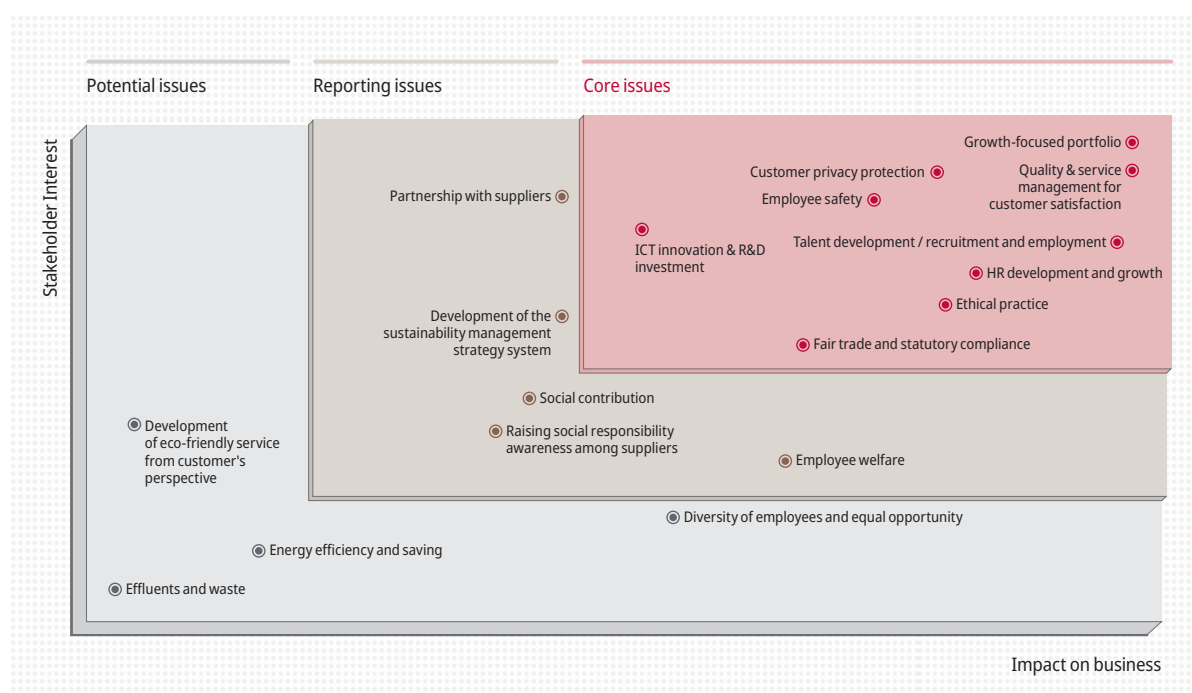 Potential issues
Reporting issues
Core issues
Stakeholder Interest
Growth-focused portfolio
Customer privacy protection
Quality & service
management for
customer satisfaction
Partnership with suppliers
Employee safety
ICT innovation & R&D
investment
Talent development / recruitment and employment
HR development and growth
Ethical practice
Development of the
sustainability management
strategy system
Fair trade and statutory compliance
Social contribution
Development
of eco-friendly service
from customer's
perspective
Raising social responsibility
awareness among suppliers
Employee welfare
Diversity of employees and equal opportunity
Energy efficiency and saving
Effluents and waste
Impact on business